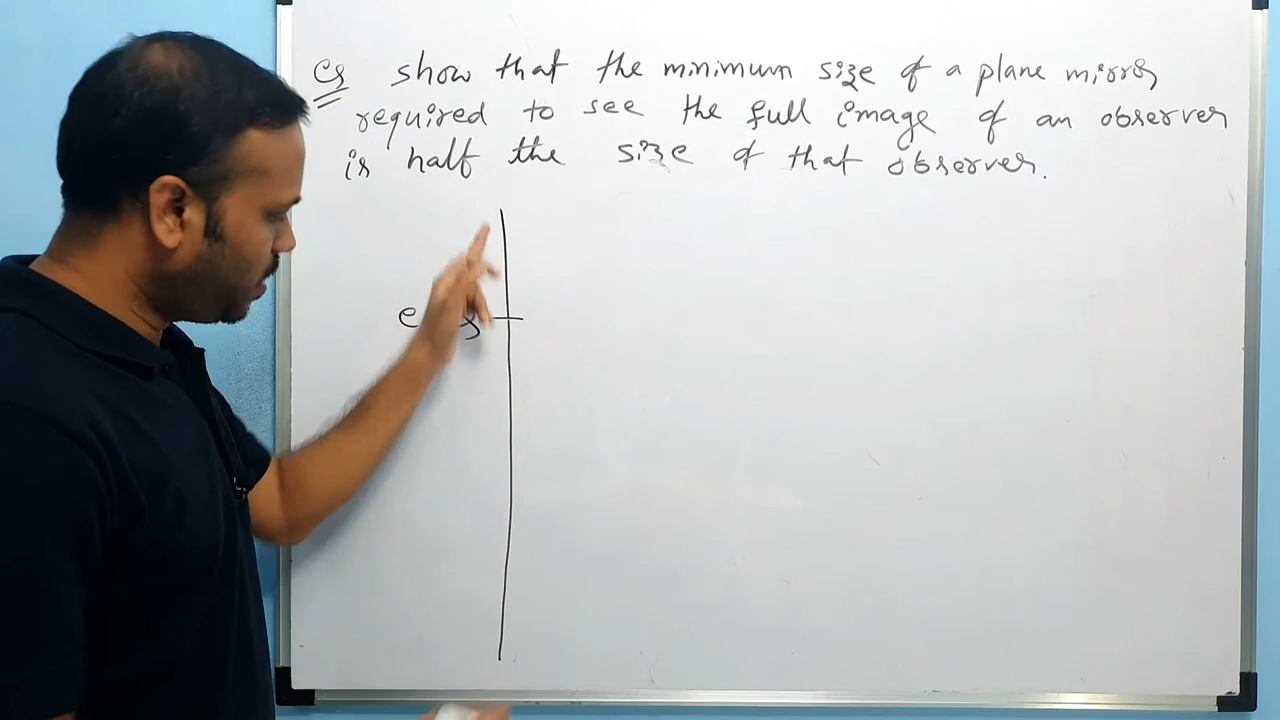 Q show that the minimum size of a plane mirror
required to see the full image of an observer
is half the size of that observer.